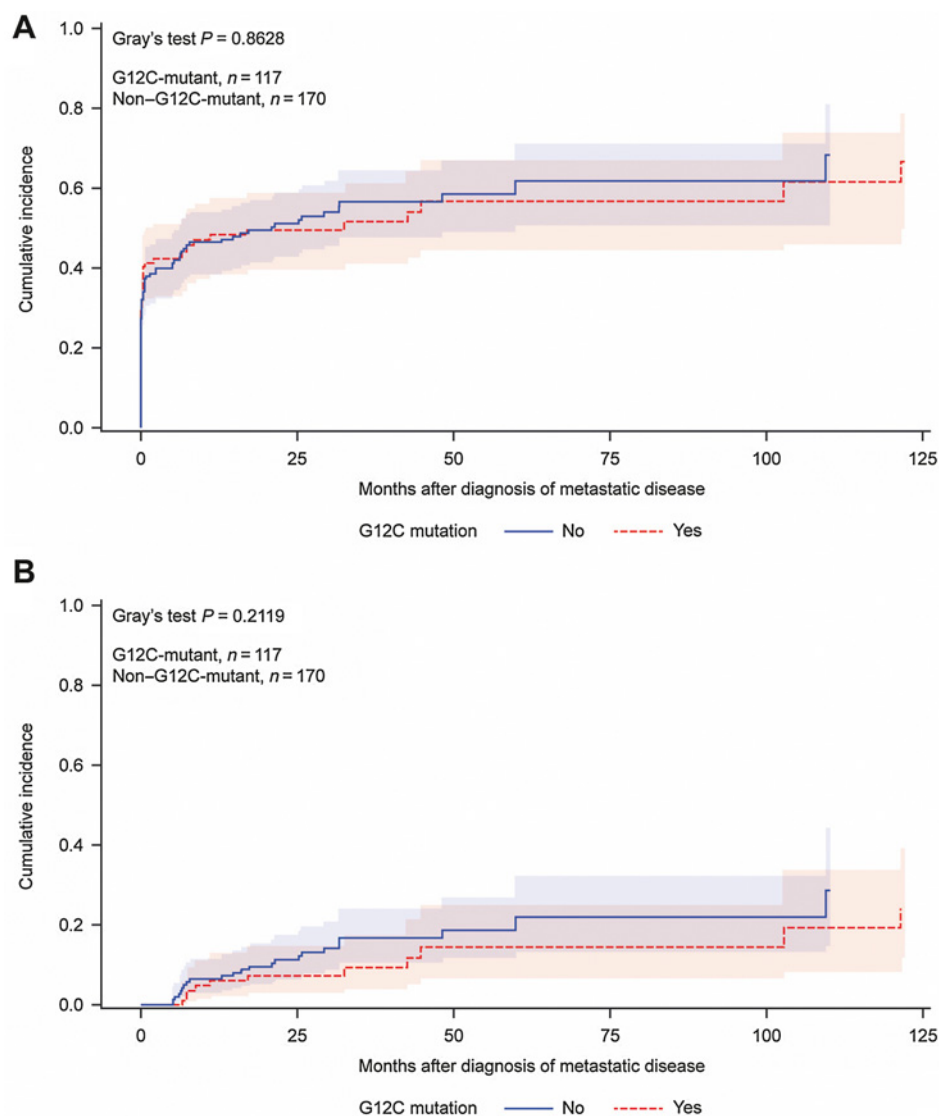 A
Gray's test P = 0.8628
G12C-mutant, n = 117
Non–G12C-mutant, n = 170
Cumulative incidence
1.0
0.8
0.6
0.4
0.2
0.0
0 25 50 75 100 125
Months after diagnosis of metastatic disease
G12C mutation No Yes
B
Gray's test P = 0.2119
G12C-mutant, n = 117
Non–G12C-mutant, n = 170
Cumulative incidence
1.0
0.8
0.6
0.4
0.2
0.0
0 25 50 75 100 125
Months after diagnosis of metastatic disease
G12C mutation No Yes